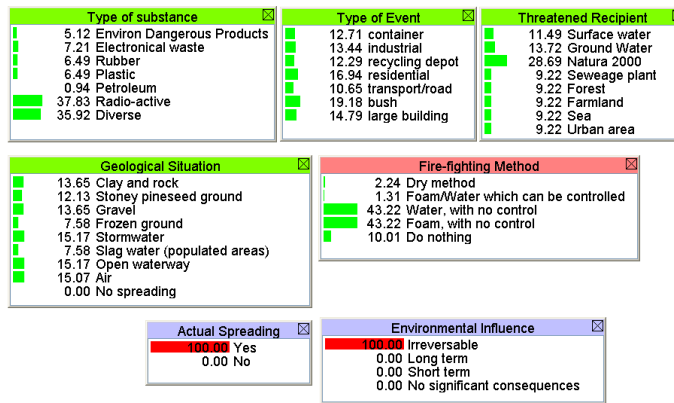 Type of substance
5.12 Environ Dangerous Products
7.21 Electronical waste
6.49 Rubber
6.49 Plastic
0.94 Petroleum
37.83 Radio-active
35.92 Diverse
Type of Event
12.71 container
13.44 industrial
12.29 recycling depot
16.94 residential
10.65 transport/road
19.18 bush
14.79 large building
Threatened Recipient
11.49 Surface water
13.72 Ground Water
28.69 Natura 2000
9.22 Seweage plant
9.22 Forest
9.22 Farmland
9.22 Sea
9.22 Urban area
Geological Situation
13.65 Clay and rock
12.13 Stoney pineseed ground
13.65 Gravel
7.58 Frozen ground
15.17 Stormwater
7.58 Slag water (populated areas)
15.17 Open waterway
15.07 Air
0.00 No spreading
Fire-fighting Method
2.24 Dry method
1.31 Foam/Water which can be controlled
43.22 Water, with no control
43.22 Foam, with no control
10.01 Do nothing
Actual Spreading
100.00 Yes
0.00 No
Environmental Influence
100.00 Irreversable
0.00 Long term
0.00 Short term
0.00 No significant consequences